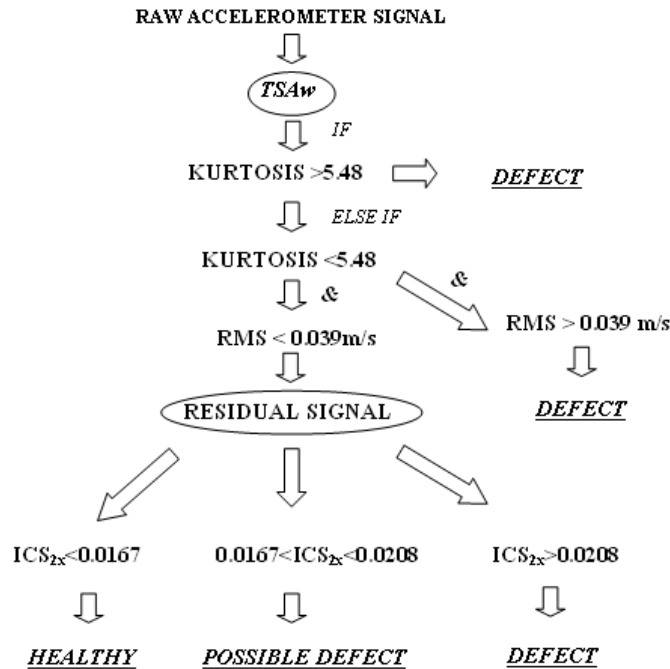 RAW ACCELEROMETER SIGNAL
TSAw
IF
KURTOSIS >5.48
DEFECT
ELSE IF
KURTOSIS <5.48
&
&
RMS < 0.039m/s
RMS > 0.039 m/s
DEFECT
RESIDUAL SIGNAL
ICS2x<0.0167
0.0167<ICS2x<0.0208
ICS2x>0.0208
HEALTHY
POSSIBLE DEFECT
DEFECT